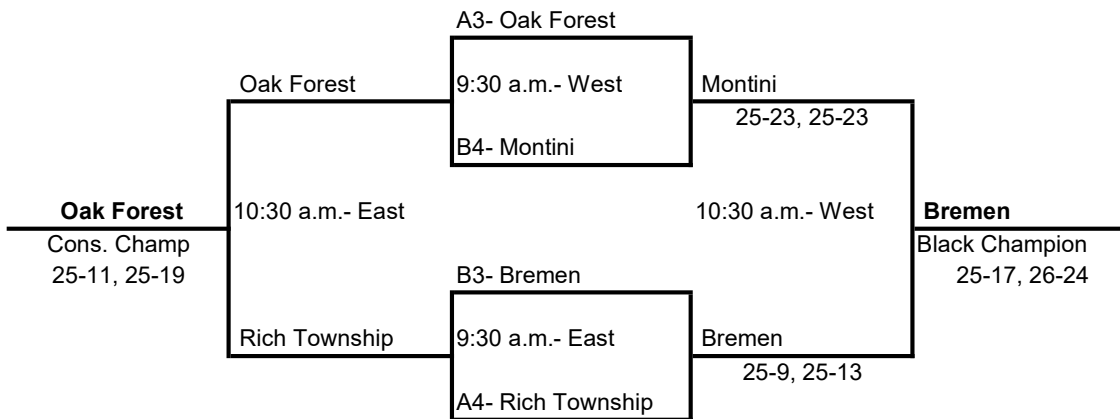 A3- Oak Forest
Oak Forest
9:30 a.m.- West
Montini
25-23, 25-23
B4- Montini
Oak Forest
10:30 a.m.- East
10:30 a.m.- West
Bremen
Cons. Champ
Black Champion
25-11, 25-19
B3- Bremen
25-17, 26-24
Rich Township
9:30 a.m.- East
Bremen
25-9, 25-13
A4- Rich Township